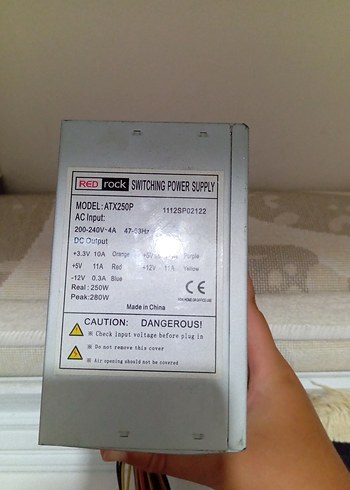 RED rock SWITCHING POWER SUPPLY
MODEL: ATX250P 1112SP02122
AC Input:
200-240V~4A 47-63Hz
DC Output
+3.3V 10A Orange Purple
+5V 11A Red +12V 11A Yellow
-12V 0.3A Blue
Real : 250W
Peak: 280W
CE
Made in China
CAUTION: DANGEROUS!
※ Check input voltage before plug in
※ Do not remove this cover
※ Air opening should not be covered